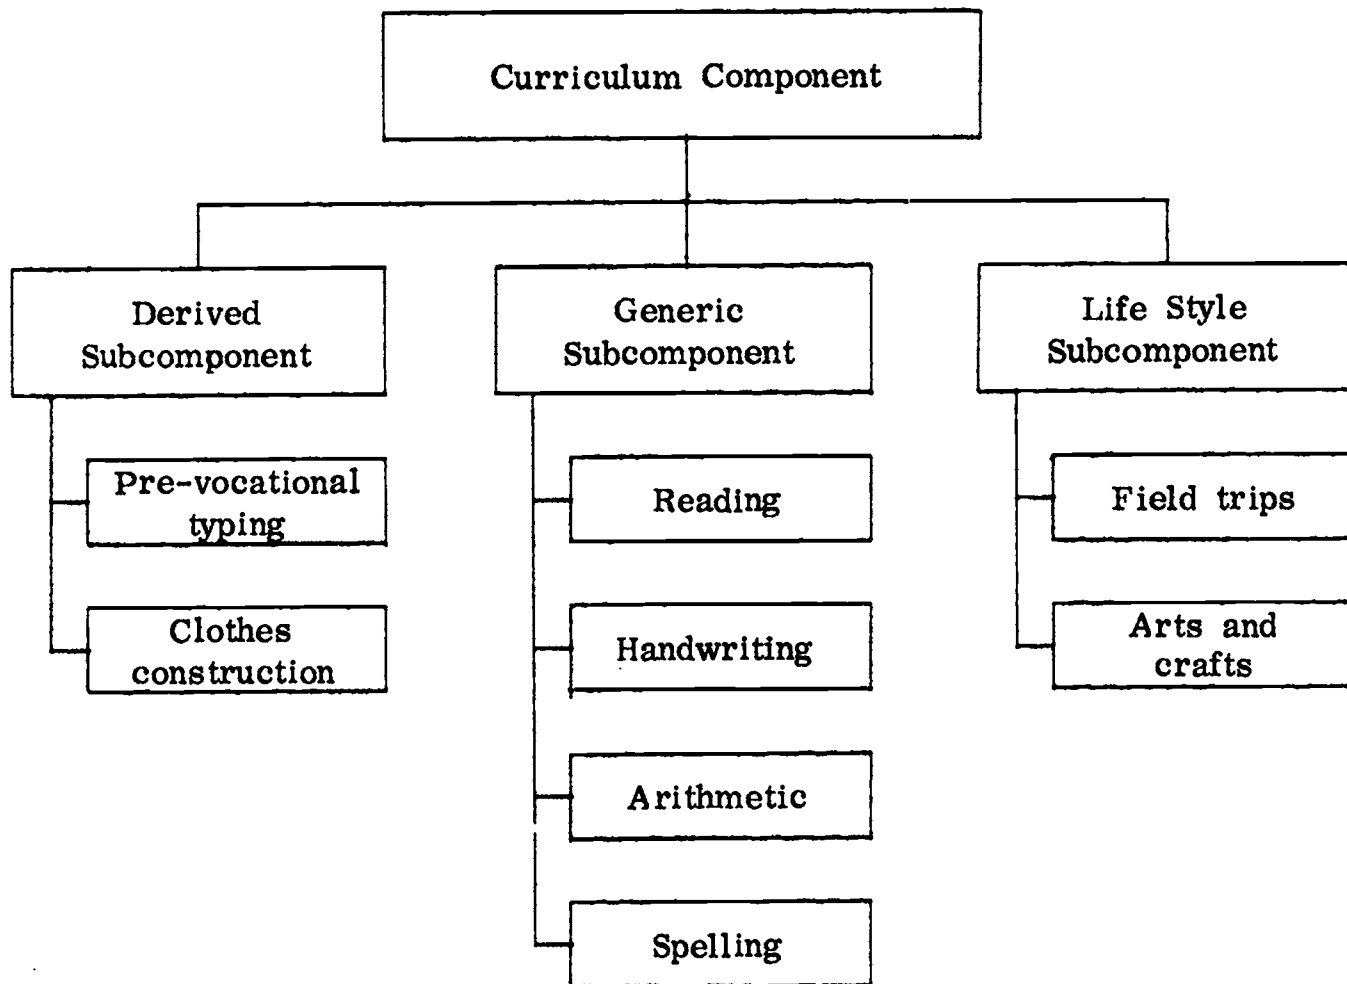 Curriculum Component
Derived
Subcomponent
Pre-vocational
typing
Clothes
construction
Generic
Subcomponent
Reading
Handwriting
Arithmetic
Spelling
Life Style
Subcomponent
Field trips
Arts and
crafts